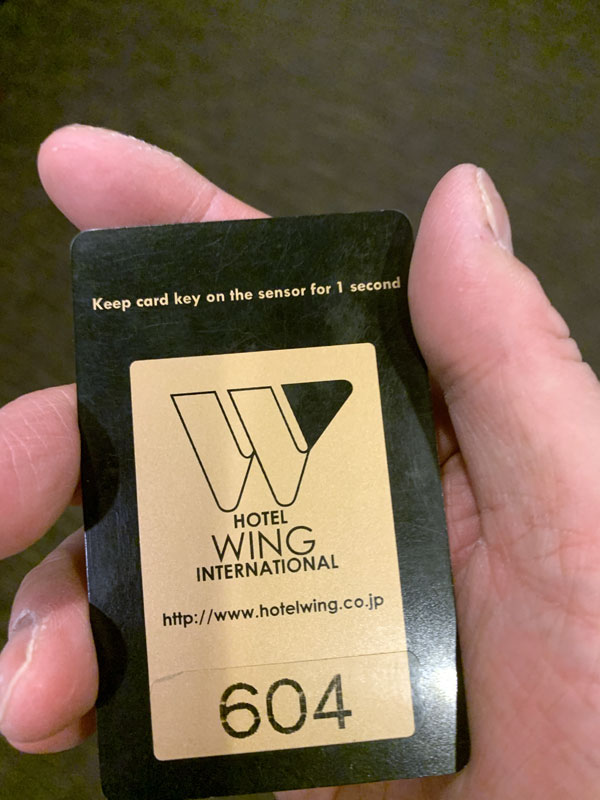 Keep card key on the sensor for 1 second
HOTEL
WING
INTERNATIONAL
http://www.hotelwing.co.jp
604